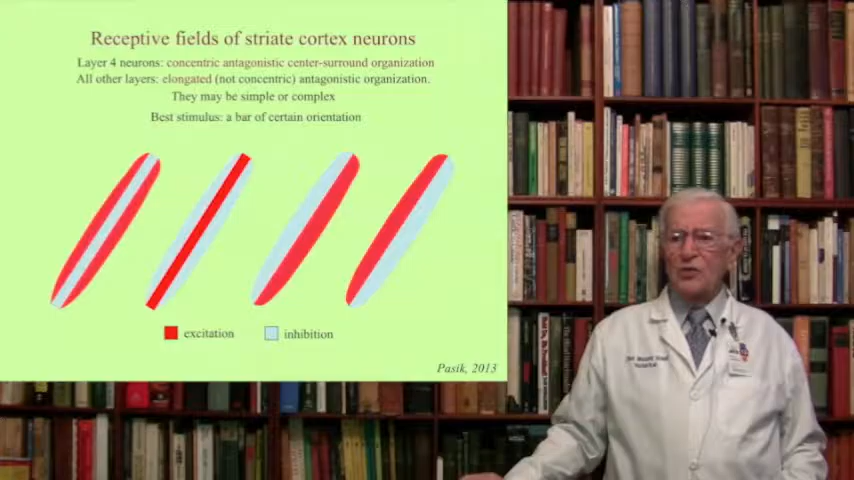 Receptive fields of striate cortex neurons
Layer 4 neurons: concentric antagonistic center-surround organization
All other layers: elongated (not concentric) antagonistic organization.
They may be simple or complex
Best stimulus: a bar of certain orientation
excitation
inhibition
Pasik, 2013